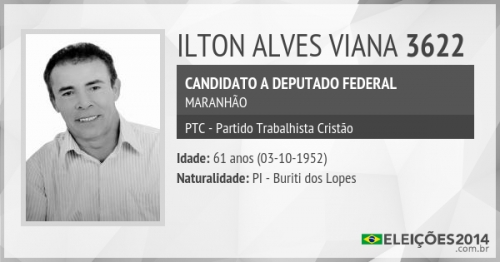 ILTON ALVES VIANA 3622
CANDIDATO A DEPUTADO FEDERAL
MARANHÃO
PTC - Partido Trabalhista Cristão
Idade: 61 anos (03-10-1952)
Naturalidade: PI - Buriti dos Lopes
ELEIÇÕES2014
.com.br